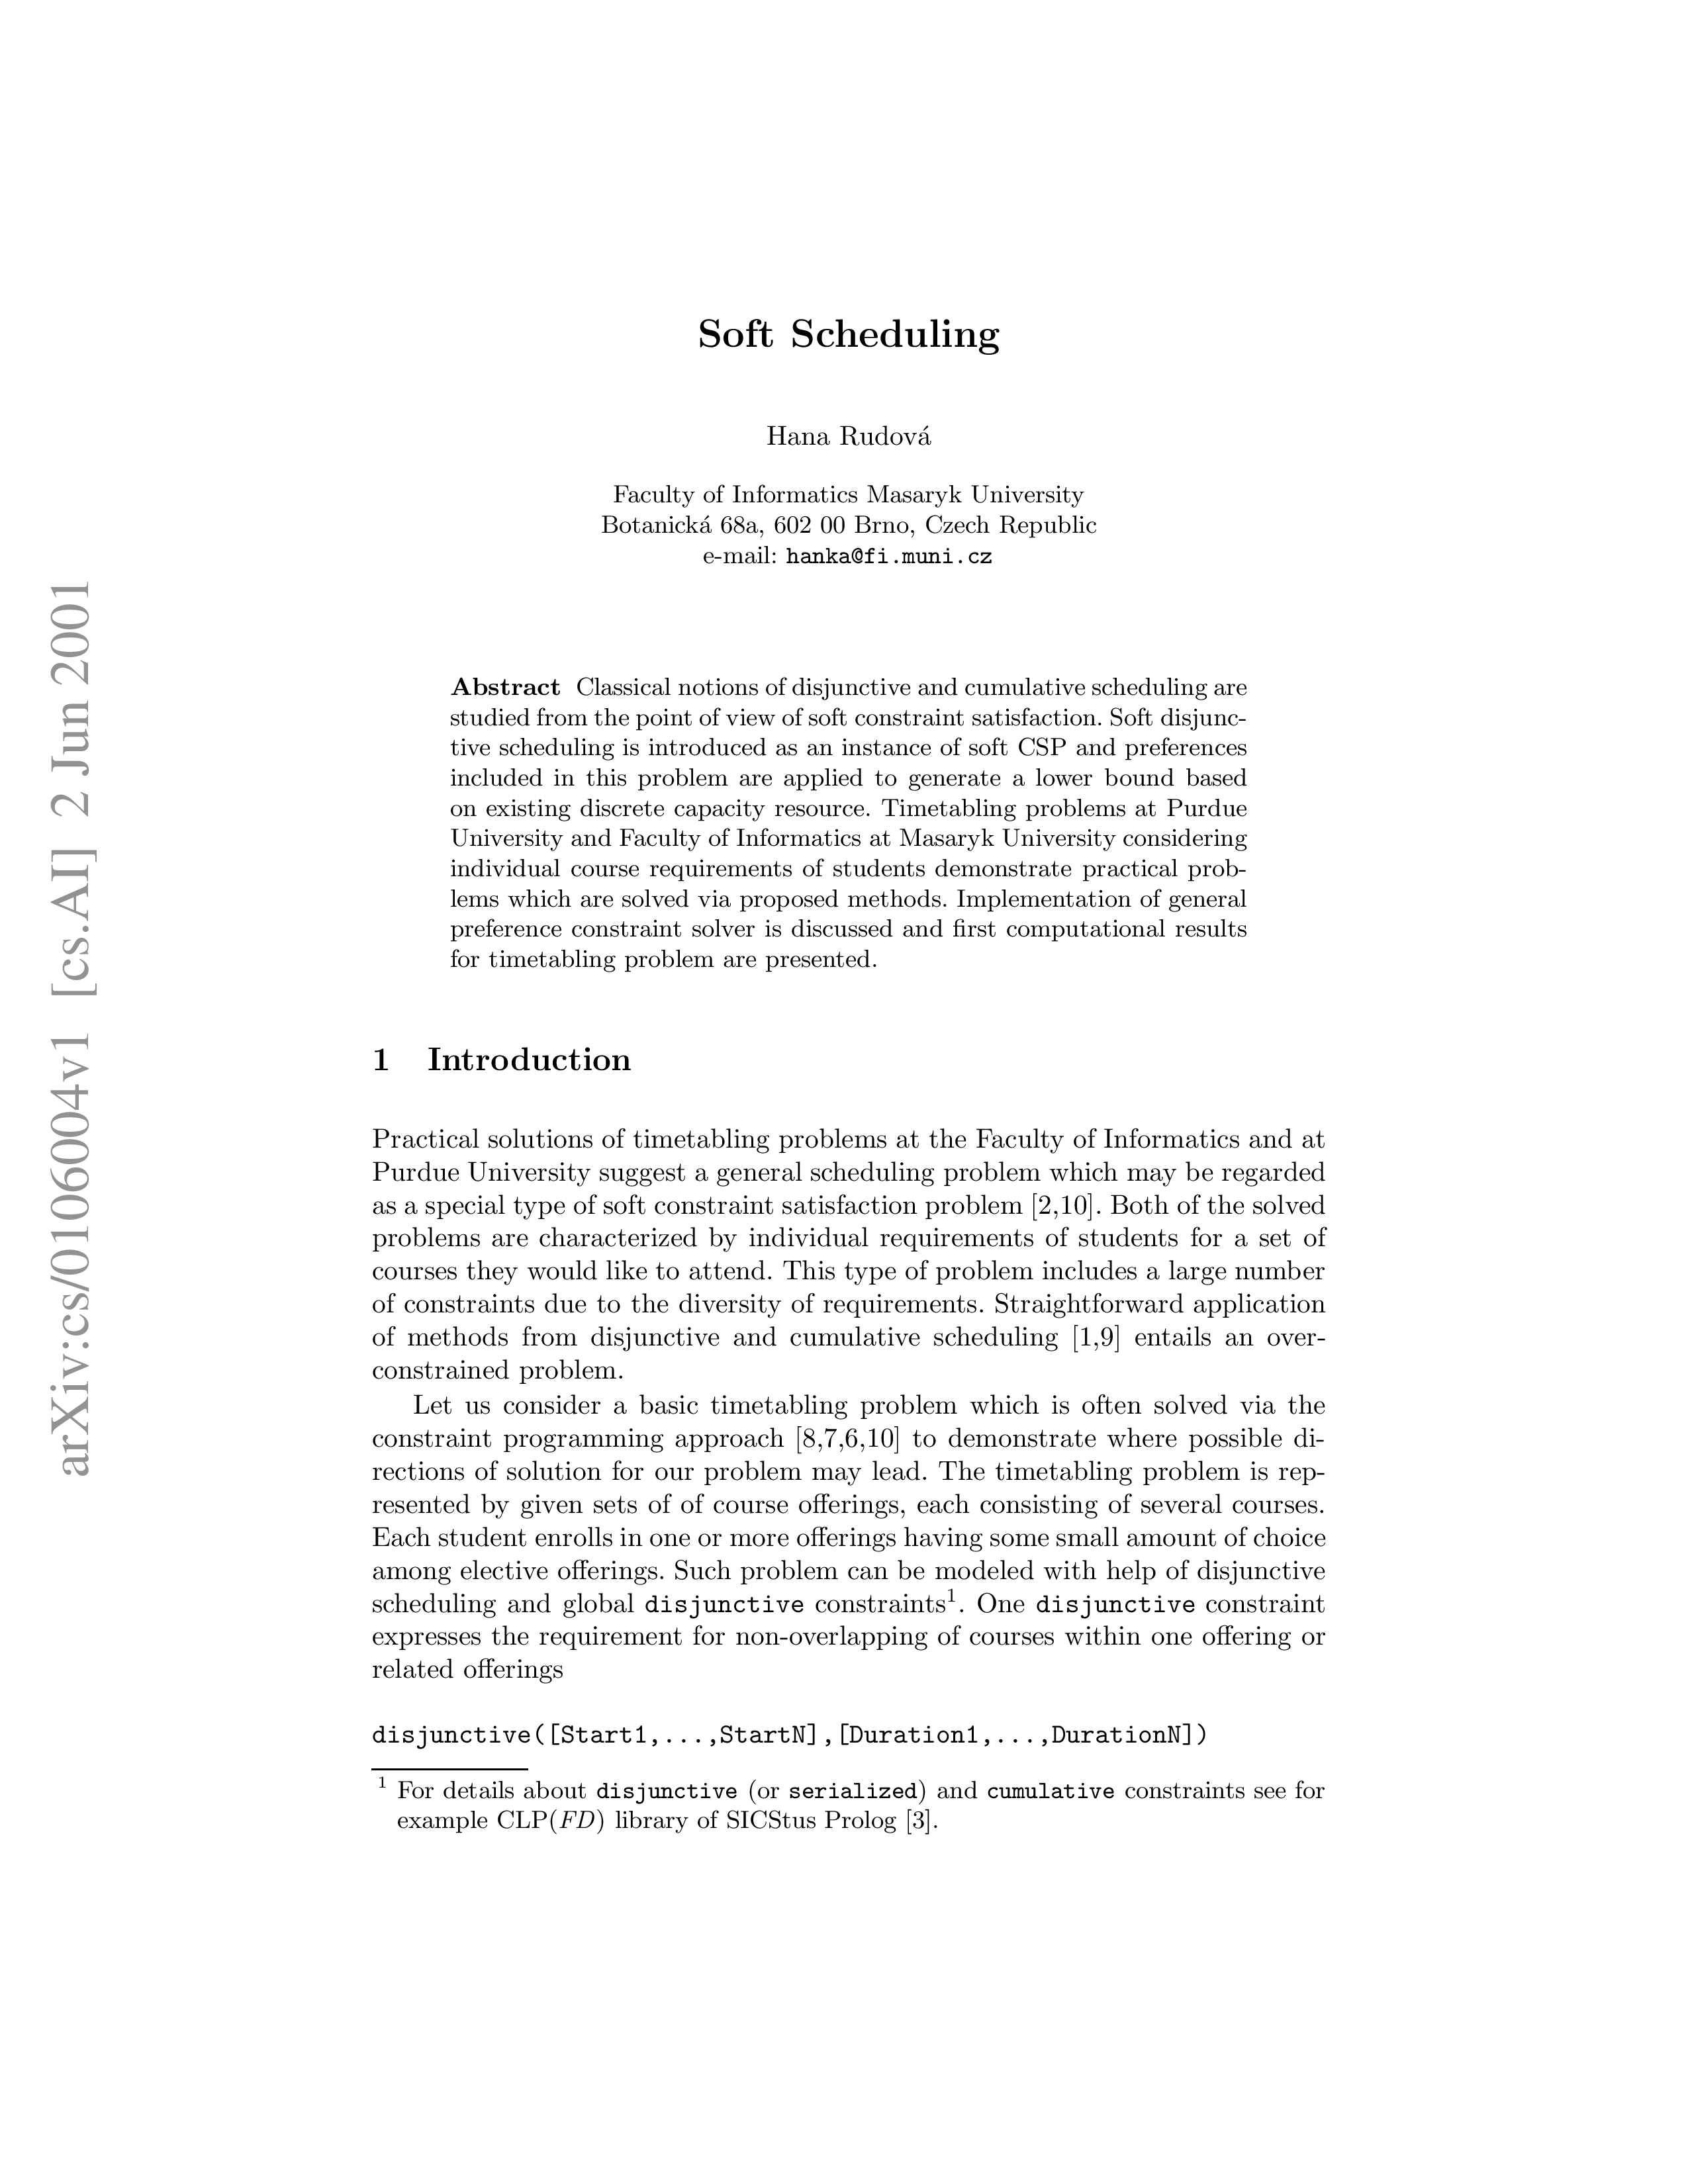 Soft Scheduling
Hana Rudová
Faculty of Informatics Masaryk University
Botanická 68a, 602 00 Brno, Czech Republic
e-mail: hanka@fi.muni.cz
arXiv:cs/0106004v1 [cs.AI] 2 Jun 2001
Abstract Classical notions of disjunctive and cumulative scheduling are
studied from the point of view of soft constraint satisfaction. Soft disjunc-
tive scheduling is introduced as an instance of soft CSP and preferences
included in this problem are applied to generate a lower bound based
on existing discrete capacity resource. Timetabling problems at Purdue
University and Faculty of Informatics at Masaryk University considering
individual course requirements of students demonstrate practical prob-
lems which are solved via proposed methods. Implementation of general
preference constraint solver is discussed and first computational results
for timetabling problem are presented.
1 Introduction
Practical solutions of timetabling problems at the Faculty of Informatics and at
Purdue University suggest a general scheduling problem which may be regarded
as a special type of soft constraint satisfaction problem [2,10]. Both of the solved
problems are characterized by individual requirements of students for a set of
courses they would like to attend. This type of problem includes a large number
of constraints due to the diversity of requirements. Straightforward application
of methods from disjunctive and cumulative scheduling [1,9] entails an over-
constrained problem.
Let us consider a basic timetabling problem which is often solved via the
constraint programming approach [8,7,6,10] to demonstrate where possible di-
rections of solution for our problem may lead. The timetabling problem is rep-
resented by given sets of of course offerings, each consisting of several courses.
Each student enrolls in one or more offerings having some small amount of choice
among elective offerings. Such problem can be modeled with help of disjunctive
scheduling and global disjunctive constraints1. One disjunctive constraint
expresses the requirement for non-overlapping of courses within one offering or
related offerings
disjunctive([Start1,...,StartN],[Duration1,...,DurationN])
1 For details about disjunctive (or serialized) and cumulative constraints see for
example CLP(FD) library of SICStus Prolog [3].